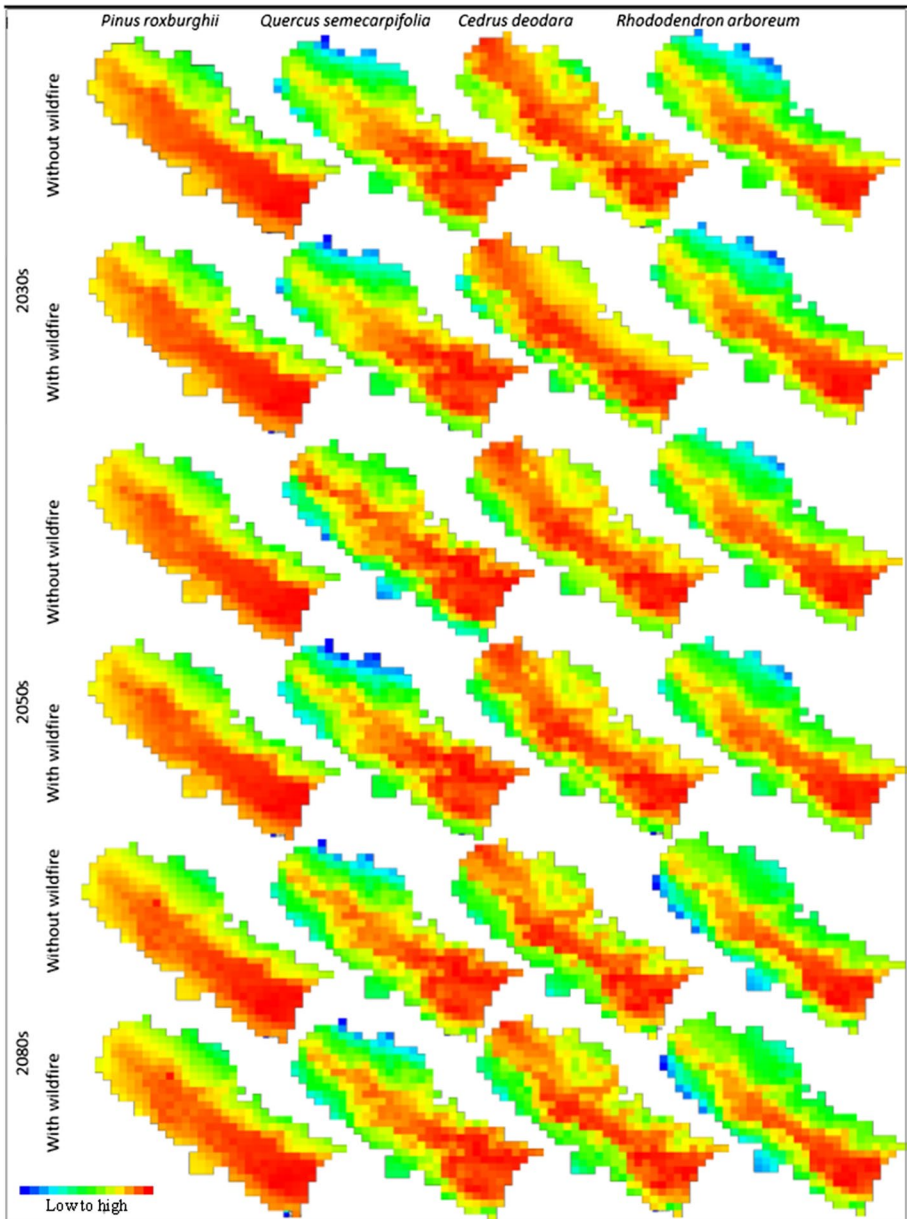 Pinus roxburghii Quercus semecarpifolia Cedrus deodara Rhododendron arboreum
Without wildfire
2030s
With wildfire
Without wildfire
2050s
With wildfire
Without wildfire
2080s
With wildfire
Low to high